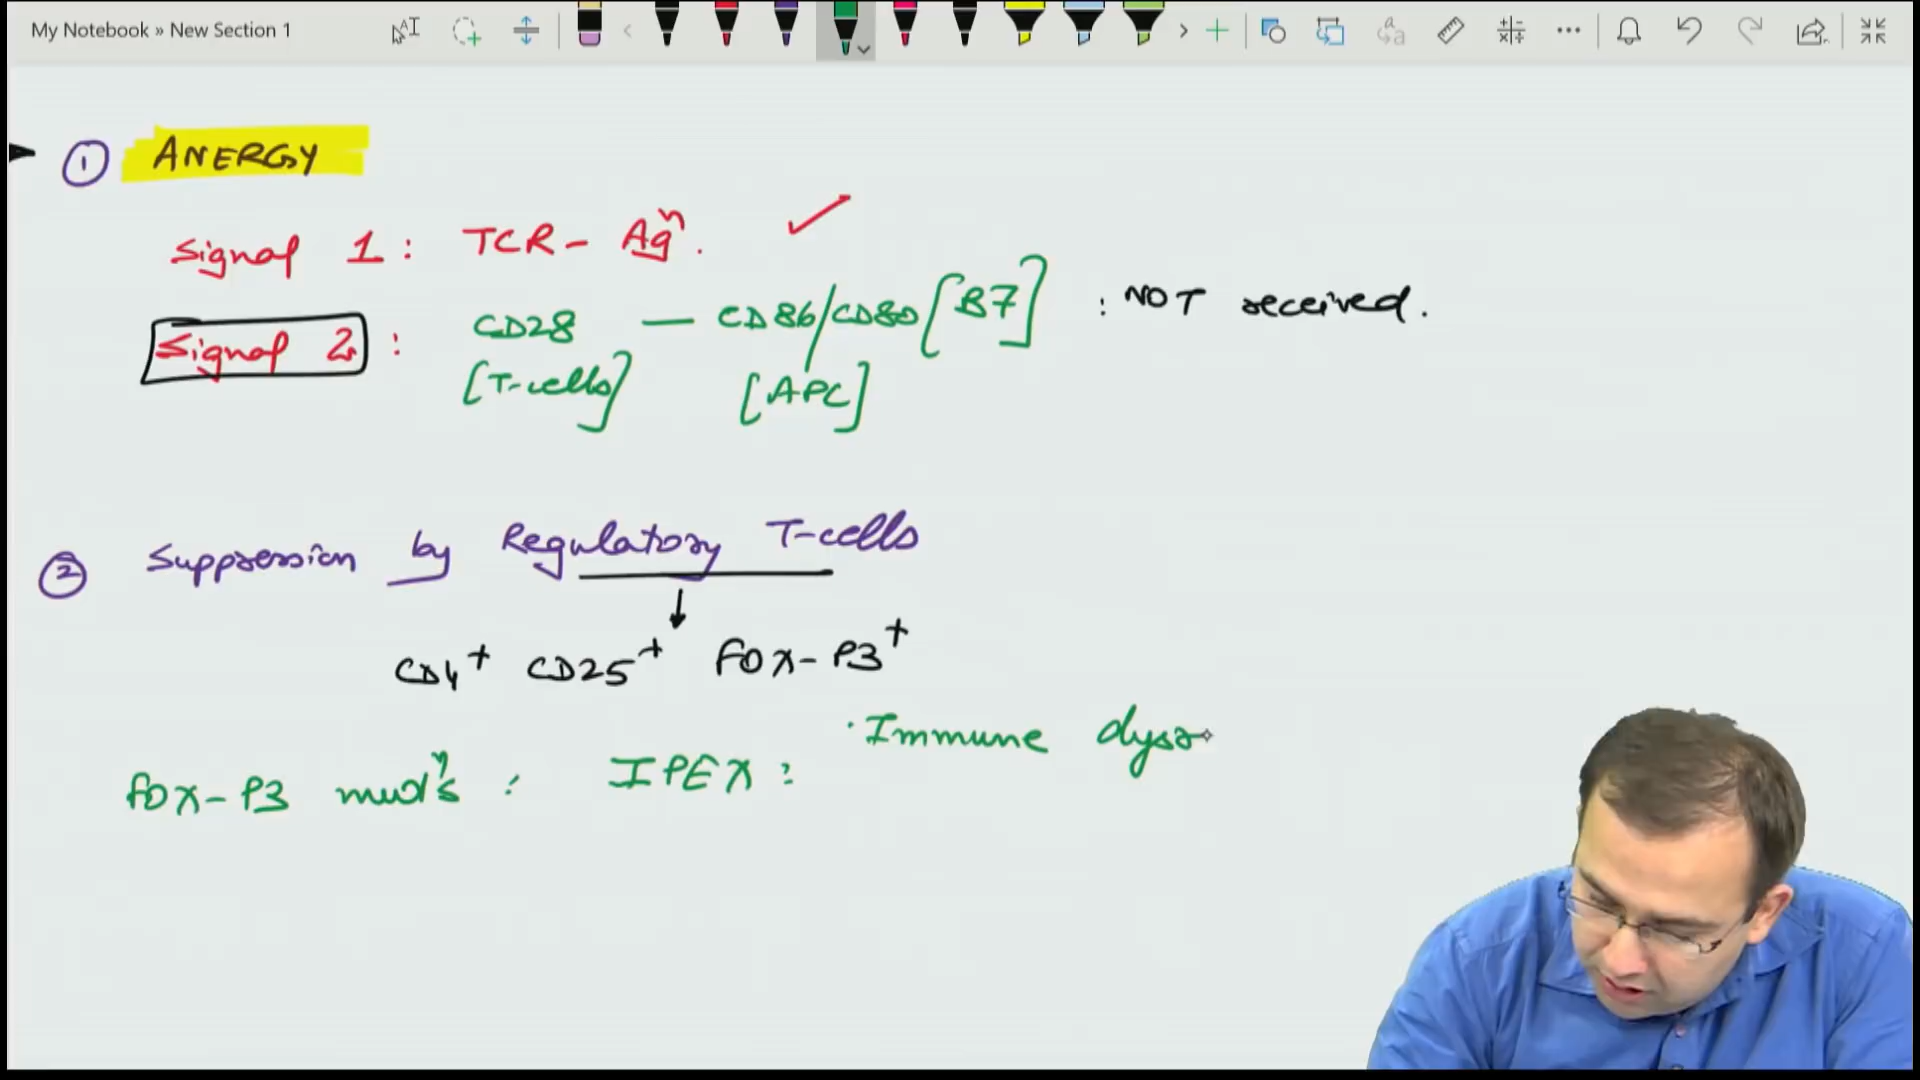 My Notebook » New Section 1
① ANERGY
Signal 1 : TCR - Agⁿ.
Signal 2 : CD28 — CD86/CD80 [B7] : NOT received.
[T-cells] [APC]
② Suppression by Regulatory T-cells
CD4⁺ CD25⁺ FOX-P3⁺
· Immune dysr
FOX-P3 mutⁿs : IPEX :